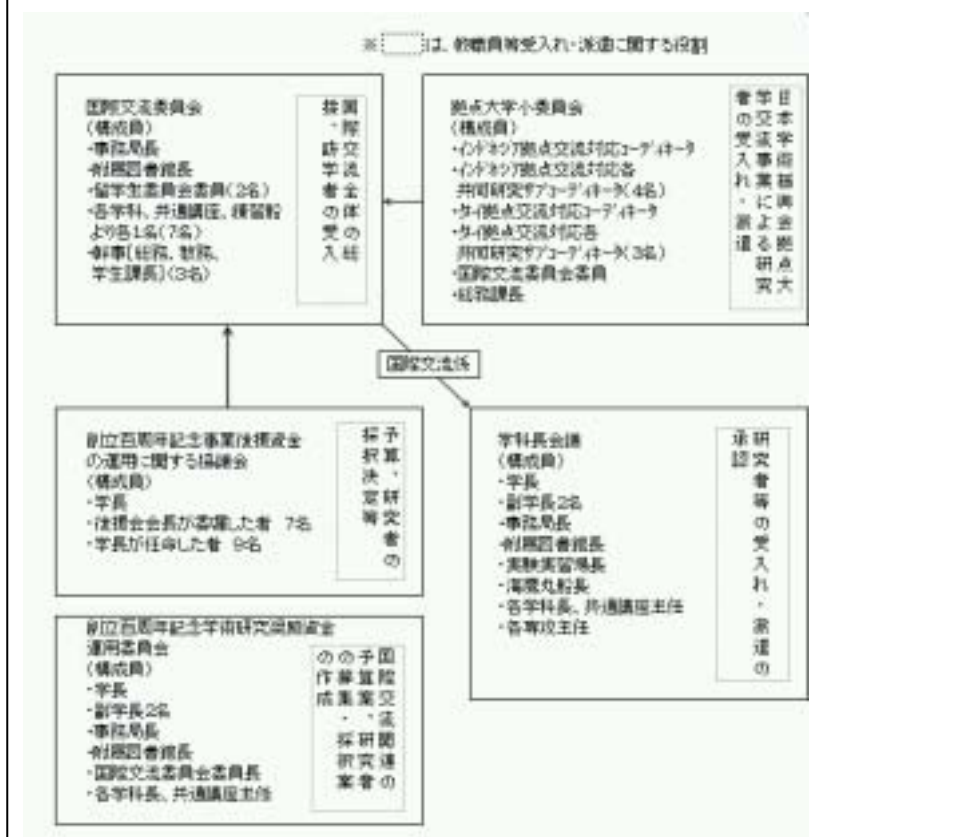 ※　　は、教職員等受入れ・派遣に関する役割
国際交流委員会
(構成員)
・事務局長
・附属図書館長
・留学生委員会委員(2名)
・各学科、共通講座、練習船
より各1名(7名)
・幹事[総務、教務、
学生課長](3名)
国際交流全体の総
括、訪学者の受入
拠点大学小委員会
(構成員)
・インドネシア拠点交流対応コーディネータ
・インドネシア拠点交流対応各
共同研究サブコーディネータ(4名)
・タイ拠点交流対応コーディネータ
・タイ拠点交流対応各
共同研究サブコーディネータ(3名)
・国際交流委員会委員
・総務課長
日本学術振興会拠点大
学交流事業による研究
者の受入れ・派遣
国際交流係
創立百周年記念事業後援資金
の運用に関する協議会
(構成員)
・学長
・後援会会長が委嘱した者　7名
・学長が任命した者　9名
予算、研究者の
採択決定等
学科長会議
(構成員)
・学長
・副学長2名
・事務局長
・附属図書館長
・実験実習場長
・海鷹丸船長
・各学科長、共通講座主任
・各専攻主任
研究者等の受入れ・派遣の
承認
創立百周年記念学術研究奨励資金
運用委員会
(構成員)
・学長
・副学長2名
・事務局長
・附属図書館長
・国際交流委員会委員長
・各学科長、共通講座主任
国際交流関連の
予算案、研究者
の募集・採択案
の作成